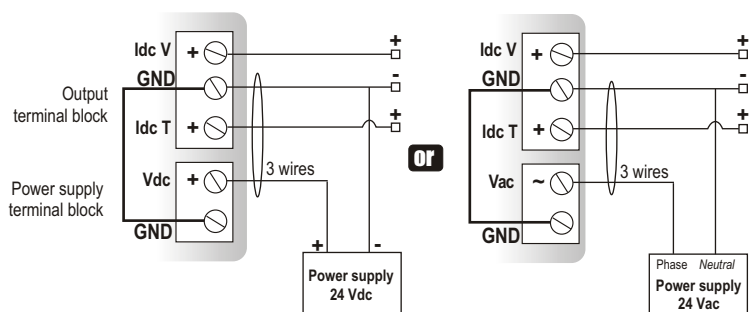 Idc V + +
GND -
Output
terminal block
Idc T + +
3 wires
Vdc +
Power supply
terminal block
GND
+ -
Power supply
24 Vdc
or
Idc V + +
GND -
Idc T + +
3 wires
Vac ~
GND
Phase Neutral
Power supply
24 Vac